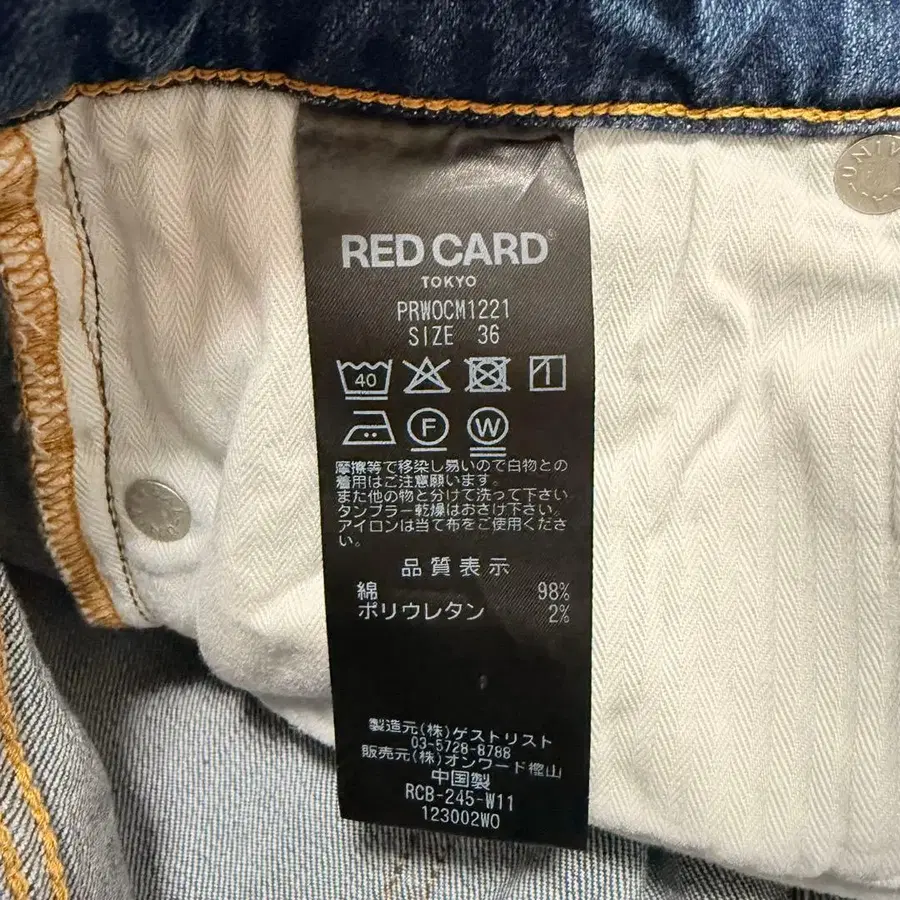 RED CARD
TOKYO
PRWOCM1221
SIZE 36
40
F W
摩擦等で移染し易いので白物との
着用はご注意願います。
また他の物と分けて洗って下さい
タンブラー乾燥はおさけ下さい。
アイロンは当て布をご使用くださ
い。
品質表示
綿 98%
ポリウレタン 2%
製造元(株)ゲストリスト
03-5728-8788
販売元(株)オンワード樫山
中国製
RCB-245-W11
123002WO
UNIV